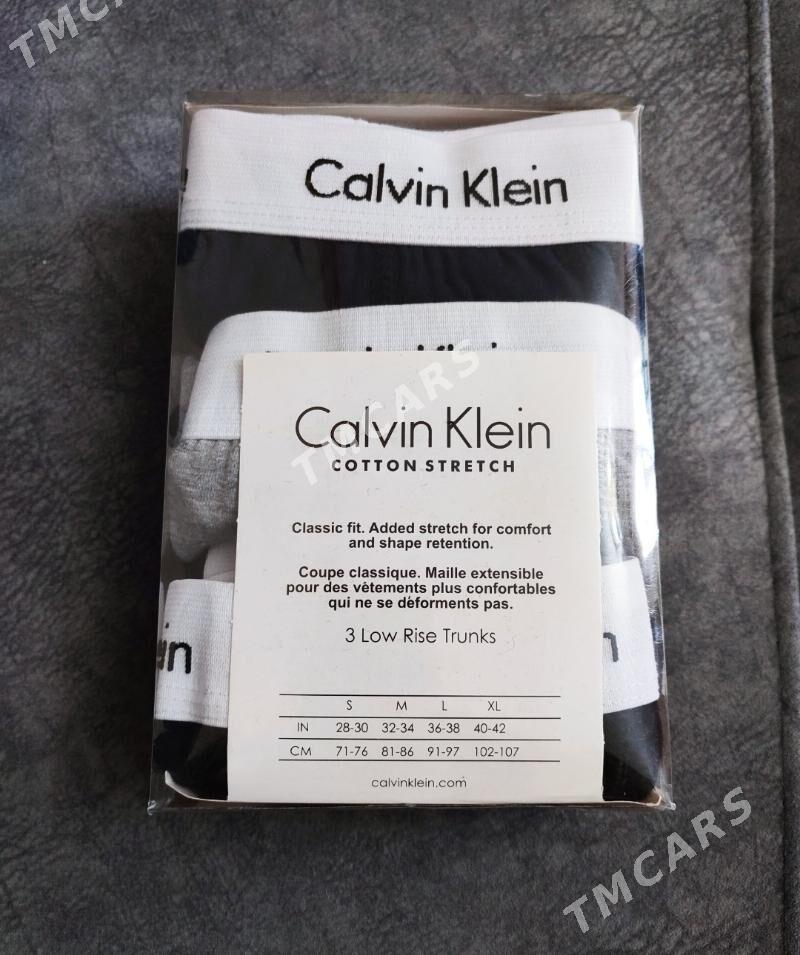 TMCARS
Calvin Klein
Calvin Klein
COTTON STRETCH
TMCARS
Classic fit. Added stretch for comfort
and shape retention.
Coupe classique. Maille extensible
pour des vêtements plus confortables
qui ne se déforments pas.
3 Low Rise Trunks
S M L XL
IN 28-30 32-34 36-38 40-42
CM 71-76 81-86 91-97 102-107
calvinklein.com
TMCARS